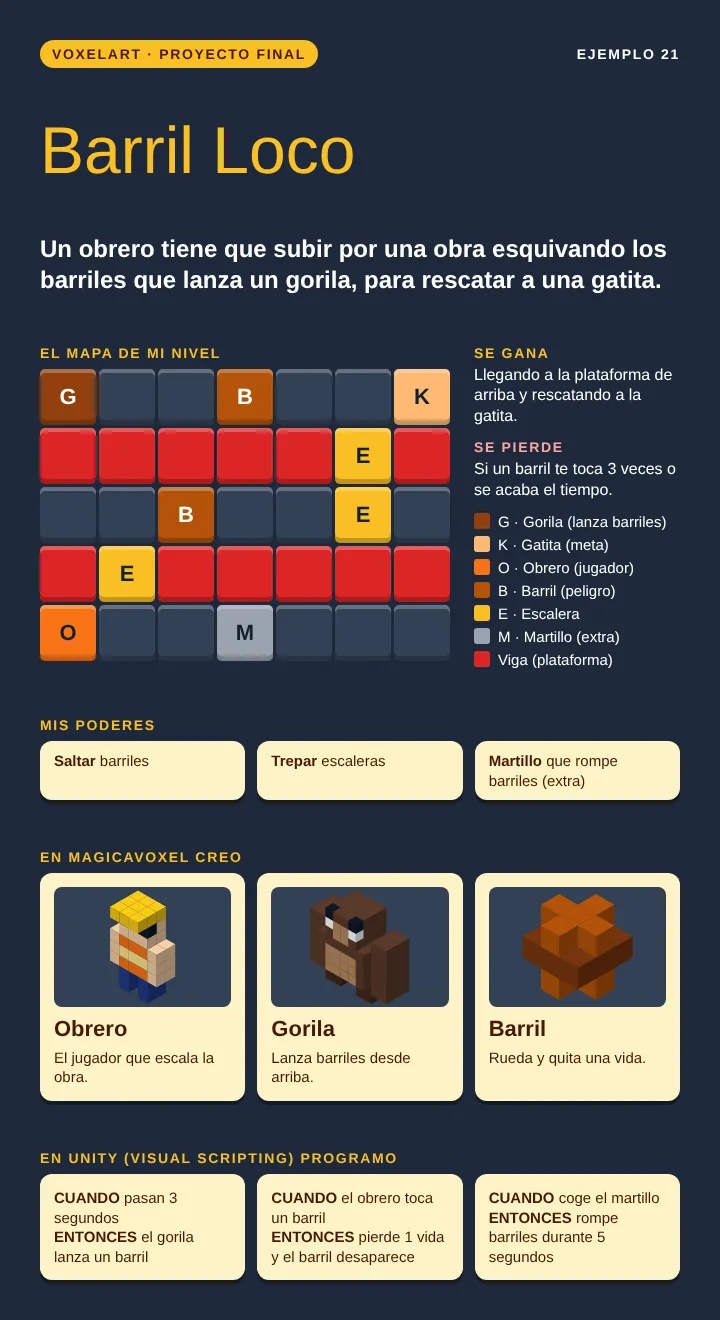 VOXELART · PROYECTO FINAL
EJEMPLO 21
Barril Loco
Un obrero tiene que subir por una obra esquivando los
barriles que lanza un gorila, para rescatar a una gatita.
EL MAPA DE MI NIVEL
G B K
E
B E
E
O M
SE GANA
Llegando a la plataforma de
arriba y rescatando a la
gatita.
SE PIERDE
Si un barril te toca 3 veces o
se acaba el tiempo.
G · Gorila (lanza barriles)
K · Gatita (meta)
O · Obrero (jugador)
B · Barril (peligro)
E · Escalera
M · Martillo (extra)
Viga (plataforma)
MIS PODERES
Saltar barriles
Trepar escaleras
Martillo que rompe
barriles (extra)
EN MAGICAVOXEL CREO
Obrero
El jugador que escala la
obra.
Gorila
Lanza barriles desde
arriba.
Barril
Rueda y quita una vida.
EN UNITY (VISUAL SCRIPTING) PROGRAMO
CUANDO pasan 3
segundos
ENTONCES el gorila
lanza un barril
CUANDO el obrero toca
un barril
ENTONCES pierde 1 vida
y el barril desaparece
CUANDO coge el martillo
ENTONCES rompe
barriles durante 5
segundos